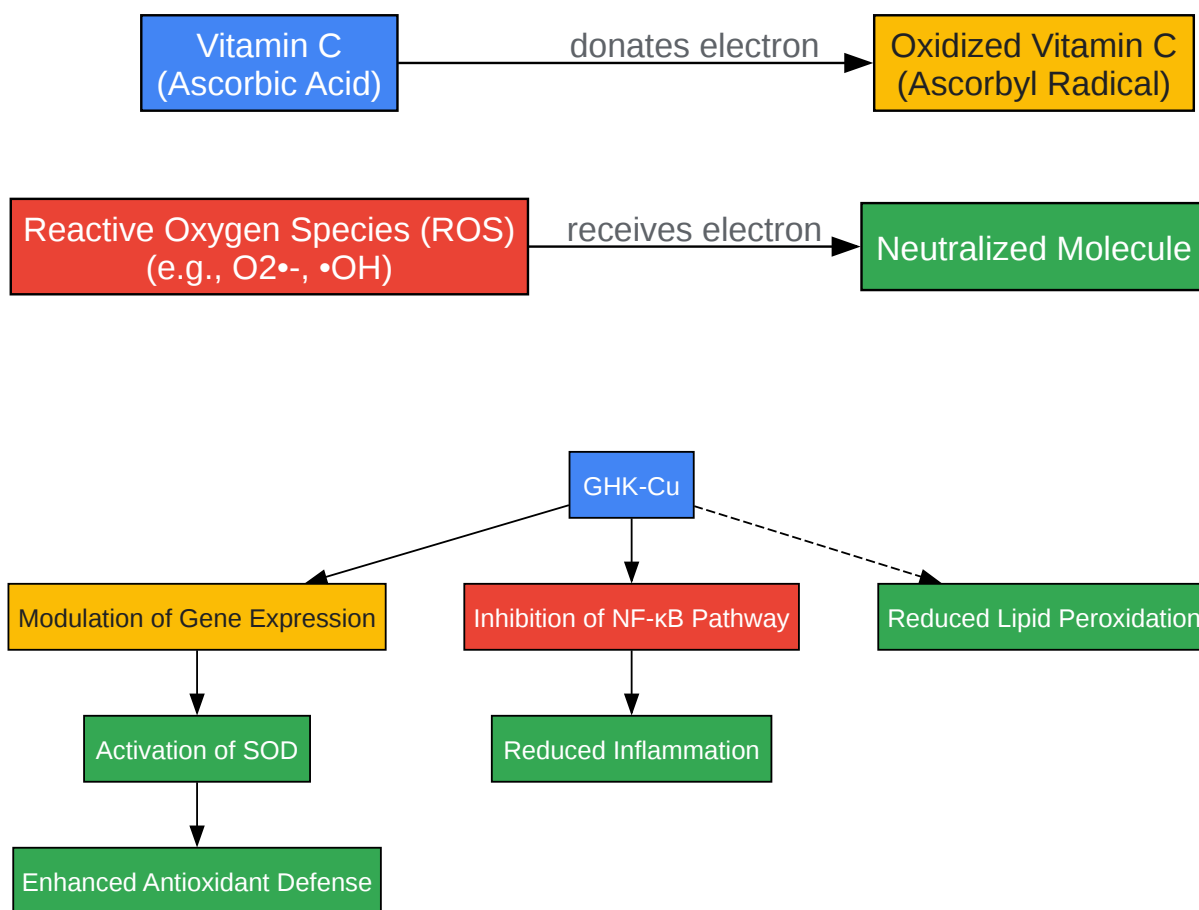 Vitamin C
(Ascorbic Acid)
donates electron
Oxidized Vitamin C
(Ascorbyl Radical)
Reactive Oxygen Species (ROS)
(e.g., O2•-, •OH)
receives electron
Neutralized Molecule
GHK-Cu
Modulation of Gene Expression
Inhibition of NF-κB Pathway
Reduced Lipid Peroxidation
Activation of SOD
Reduced Inflammation
Enhanced Antioxidant Defense